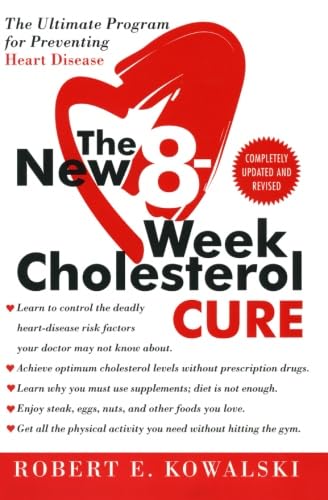 The Ultimate Program
for Preventing
Heart Disease
The
New 8-
Week
Cholesterol
CURE
COMPLETELY
UPDATED AND
REVISED
♥ Learn to control the deadly
heart-disease risk factors
your doctor may not know about.
♥ Achieve optimum cholesterol levels without prescription drugs.
♥ Learn why you must use supplements; diet is not enough.
♥ Enjoy steak, eggs, nuts, and other foods you love.
♥ Get all the physical activity you need without hitting the gym.
ROBERT E. KOWALSKI